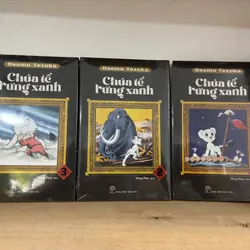 Osamu Tezuka
Chúa tể
rừng xanh
3
Osamu Tezuka
Chúa tể
rừng xanh
2
Osamu Tezuka
Chúa tể
rừng xanh